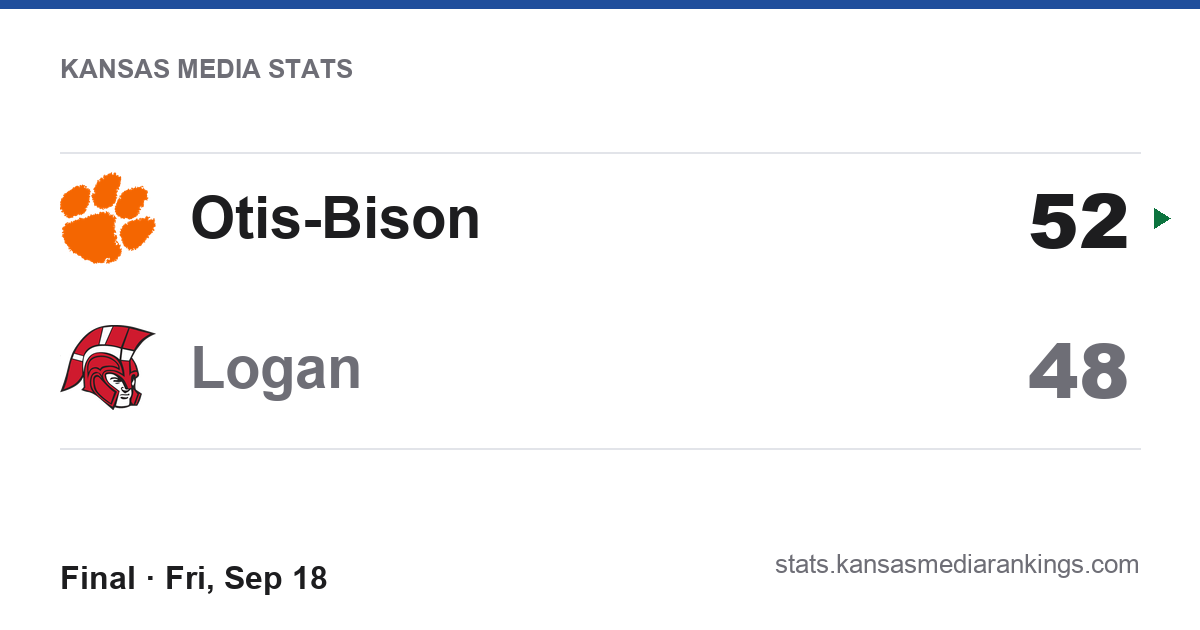 KANSAS MEDIA STATS
Otis-Bison 52
Logan 48
Final · Fri, Sep 18
stats.kansasmediarankings.com